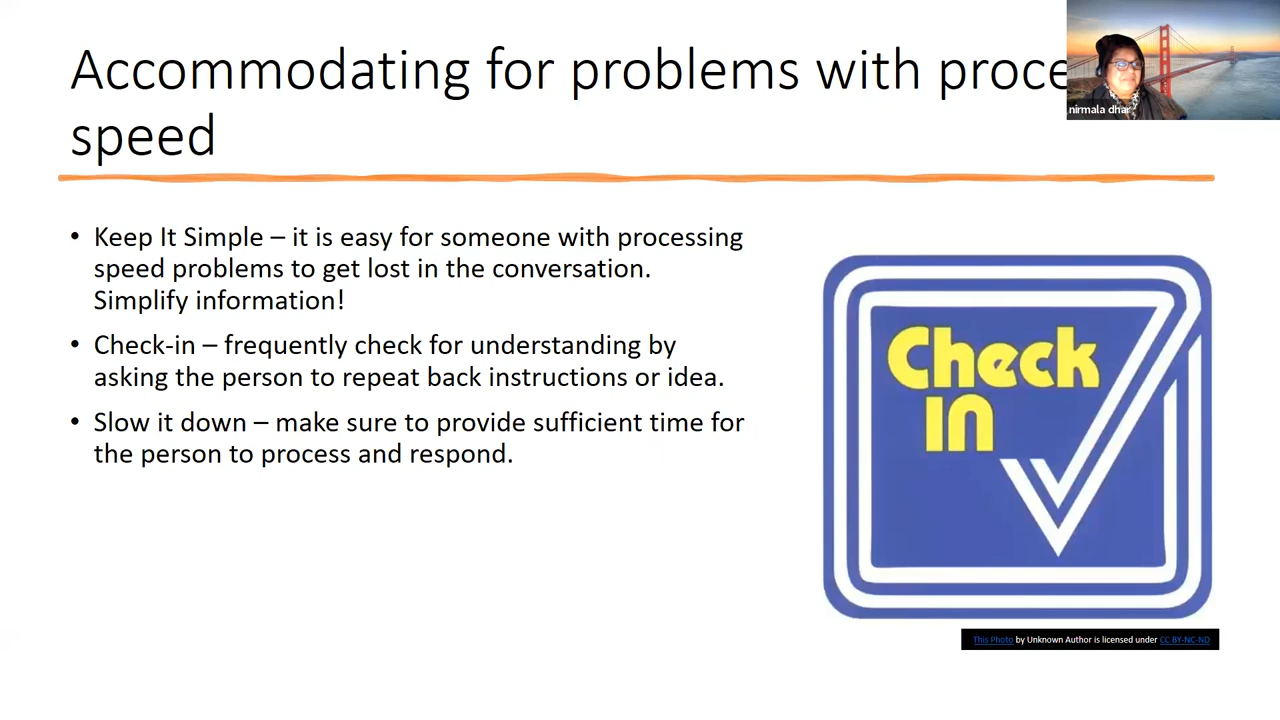 Accommodating for problems with proce
speed
nirmala dhar
• Keep It Simple – it is easy for someone with processing
speed problems to get lost in the conversation.
Simplify information!
• Check-in – frequently check for understanding by
asking the person to repeat back instructions or idea.
• Slow it down – make sure to provide sufficient time for
the person to process and respond.
Check
IN
This Photo by Unknown Author is licensed under CC BY-NC-ND